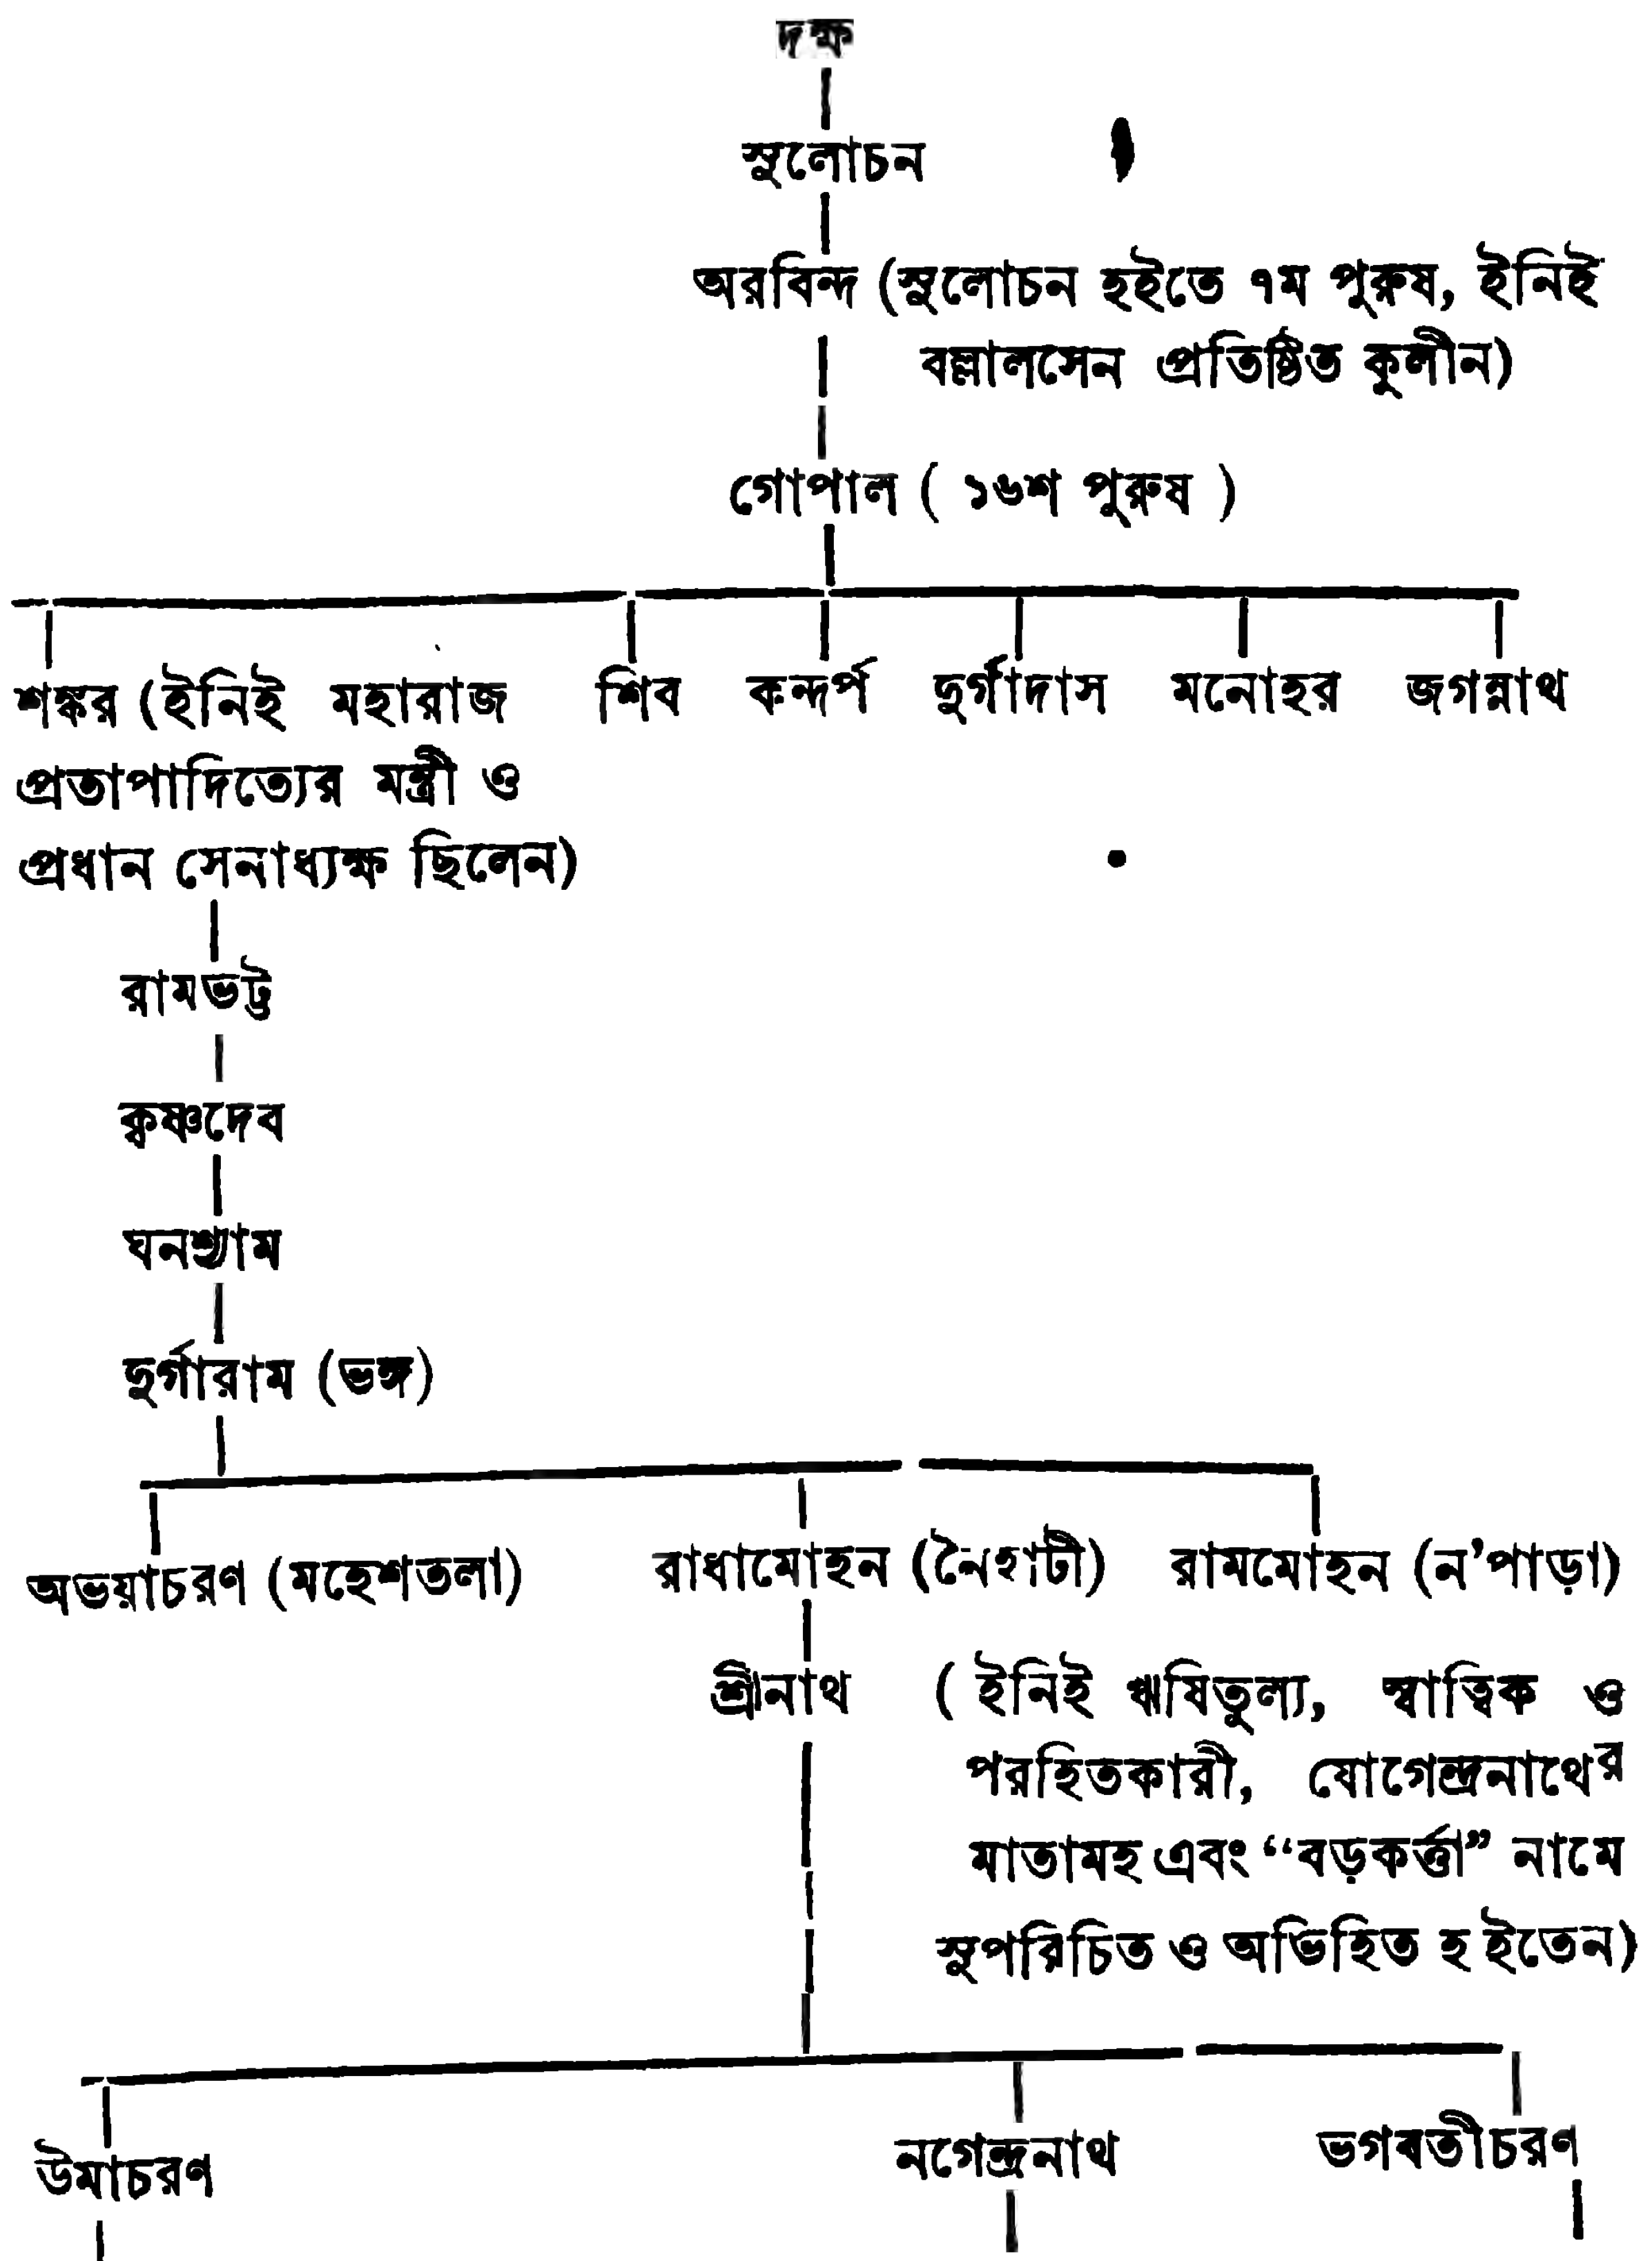 দক্ষ
সুলোচন
অরবিন্দ (সুলোচন হইতে ৭ম পুরুষ, ইনিই
বল্লালসেন প্রতিষ্ঠিত কুলীন)
গোপাল ( ১৬শ পুরুষ )
শঙ্কর (ইনিই মহারাজ শিব কন্দর্প দুর্গাদাস মনোহর জগন্নাথ
প্রতাপাদিত্যের মন্ত্রী ও
প্রধান সেনাধ্যক্ষ ছিলেন)
রামভট্ট
কৃষ্ণদেব
ঘনশ্যাম
দুর্গারাম (ভঙ্গ)
অভয়াচরণ (মহেশতলা) রাধামোহন (নৈহাটী) রামমোহন (ন’পাড়া)
শ্রীনাথ ( ইনিই ঋষিতুল্য, স্বাত্বিক ও
পরহিতকারী, যোগেন্দ্রনাথের
মাতামহ এবং “বড়কর্ত্তা” নামে
সুপরিচিত ও অভিহিত হইতেন)
উমাচরণ নগেন্দ্রনাথ ভগবতীচরণ